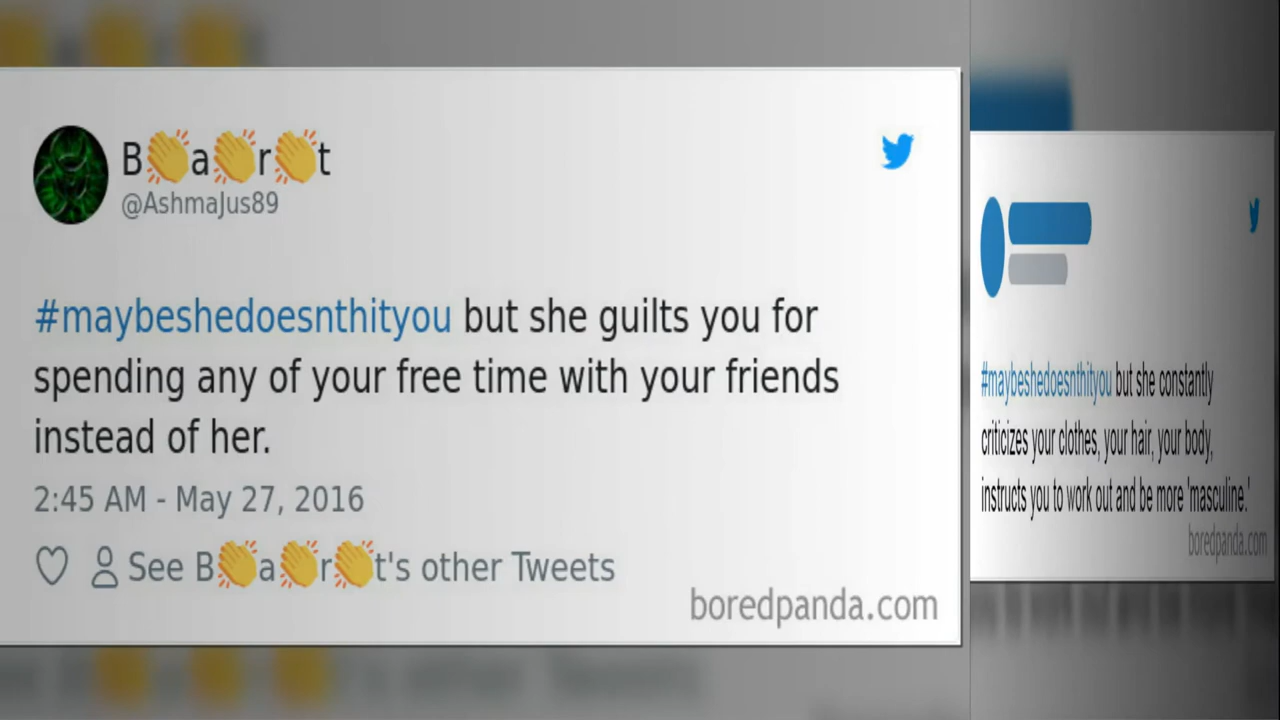 B👏a👏r👏t
@AshmaJus89
#maybeshedoesnthityou but she guilts you for
spending any of your free time with your friends
instead of her.
2:45 AM - May 27, 2016
See B👏a👏r👏t's other Tweets
boredpanda.com
#maybeshedoesnthityou but she constantly
criticizes your clothes, your hair, your body,
instructs you to work out and be more 'masculine.'
boredpanda.com